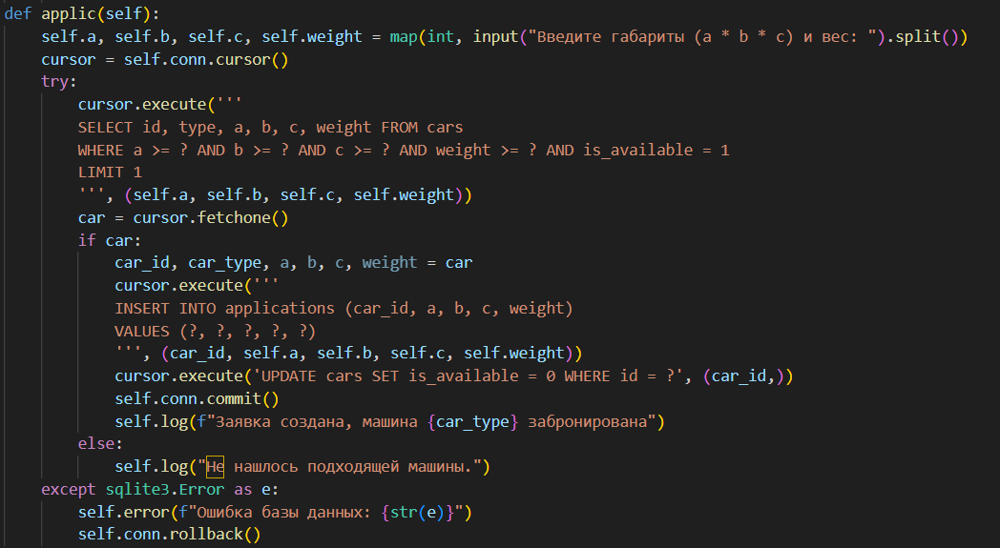 def applic(self):
    self.a, self.b, self.c, self.weight = map(int, input("Введите габариты (a * b * c) и вес: ").split())
    cursor = self.conn.cursor()
    try:
        cursor.execute('''
        SELECT id, type, a, b, c, weight FROM cars
        WHERE a >= ? AND b >= ? AND c >= ? AND weight >= ? AND is_available = 1
        LIMIT 1
        ''', (self.a, self.b, self.c, self.weight))
        car = cursor.fetchone()
        if car:
            car_id, car_type, a, b, c, weight = car
            cursor.execute('''
            INSERT INTO applications (car_id, a, b, c, weight)
            VALUES (?, ?, ?, ?, ?)
            ''', (car_id, self.a, self.b, self.c, self.weight))
            cursor.execute('UPDATE cars SET is_available = 0 WHERE id = ?', (car_id,))
            self.conn.commit()
            self.log(f"Заявка создана, машина {car_type} забронирована")
        else:
            self.log("Не нашлось подходящей машины.")
    except sqlite3.Error as e:
        self.error(f"Ошибка базы данных: {str(e)}")
        self.conn.rollback()